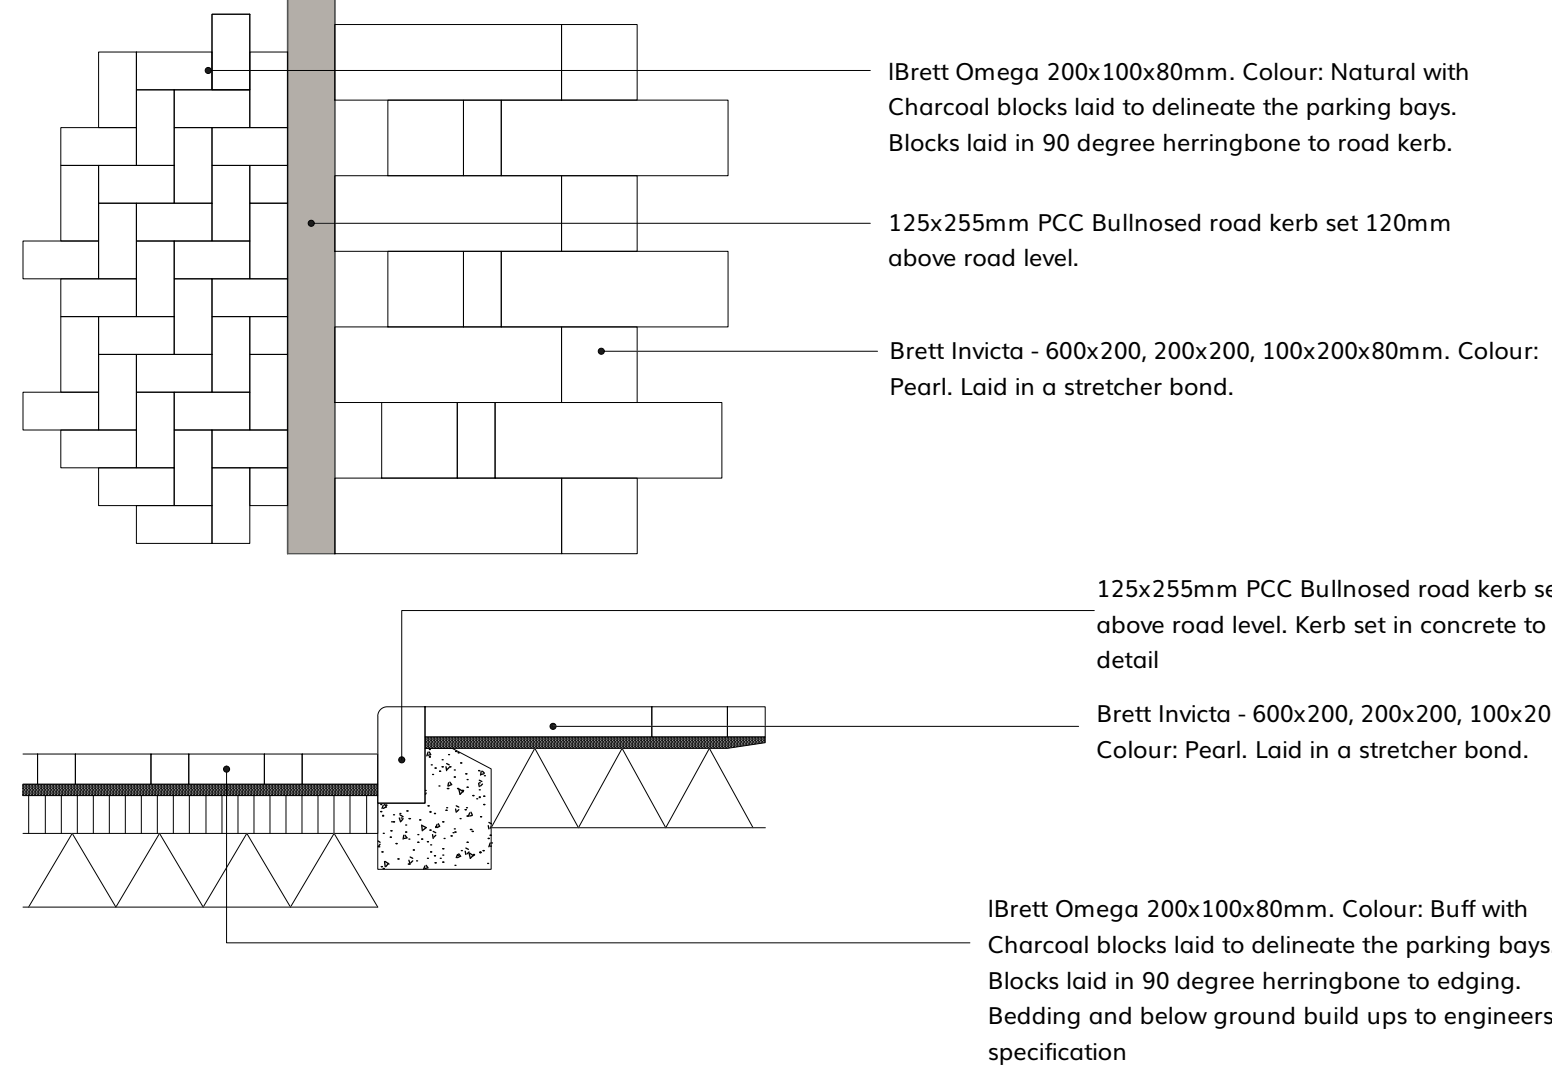 lBrett Omega 200x100x80mm. Colour: Natural with
Charcoal blocks laid to delineate the parking bays.
Blocks laid in 90 degree herringbone to road kerb.
125x255mm PCC Bullnosed road kerb set 120mm
above road level.
Brett Invicta - 600x200, 200x200, 100x200x80mm. Colour:
Pearl. Laid in a stretcher bond.
125x255mm PCC Bullnosed road kerb
above road level. Kerb set in concrete to
detail
Brett Invicta - 600x200, 200x200, 100x20
Colour: Pearl. Laid in a stretcher bond.
lBrett Omega 200x100x80mm. Colour: Buff with
Charcoal blocks laid to delineate the parking bays
Blocks laid in 90 degree herringbone to edging.
Bedding and below ground build ups to engineers
specification